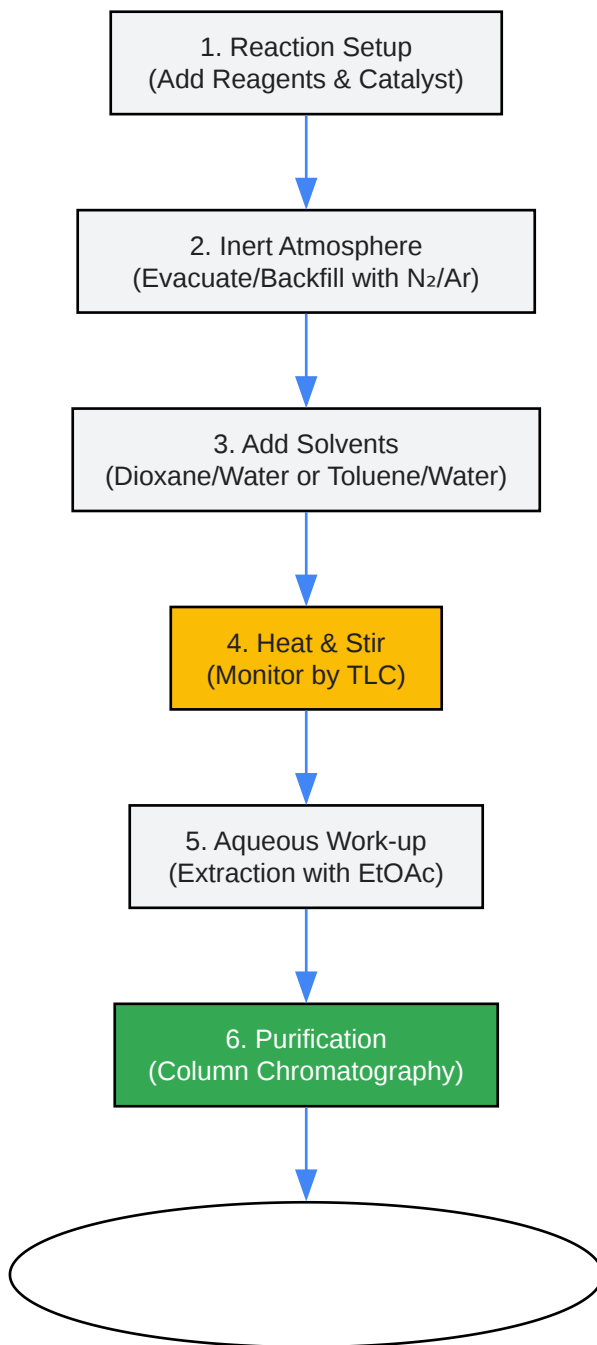 1. Reaction Setup
(Add Reagents & Catalyst)
2. Inert Atmosphere
(Evacuate/Backfill with N₂/Ar)
3. Add Solvents
(Dioxane/Water or Toluene/Water)
4. Heat & Stir
(Monitor by TLC)
5. Aqueous Work-up
(Extraction with EtOAc)
6. Purification
(Column Chromatography)